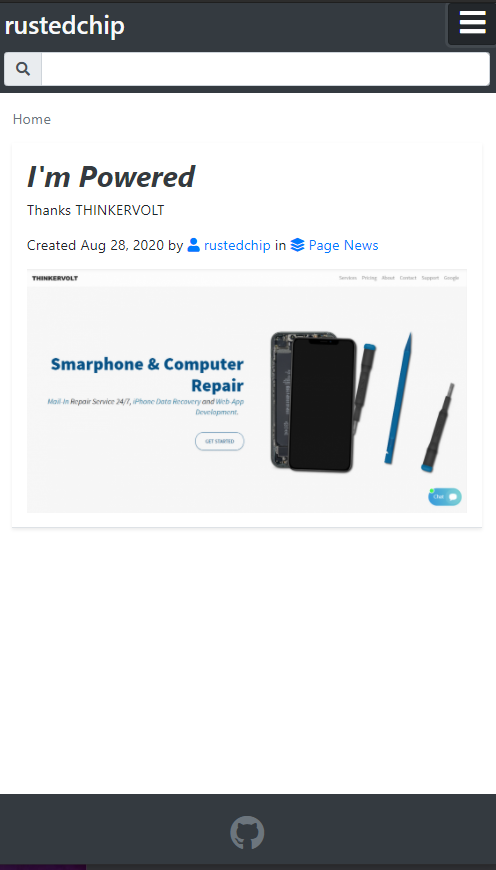 rustedchip
Home
I'm Powered
Thanks THINKERVOLT
Created Aug 28, 2020 by rustedchip in Page News
THINKERVOLT
Services Pricing About Contact Support Google
Smarphone & Computer
Repair
Mail-In Repair Service 24/7, iPhone Data Recovery and Web-App
Development.
GET STARTED
Chat